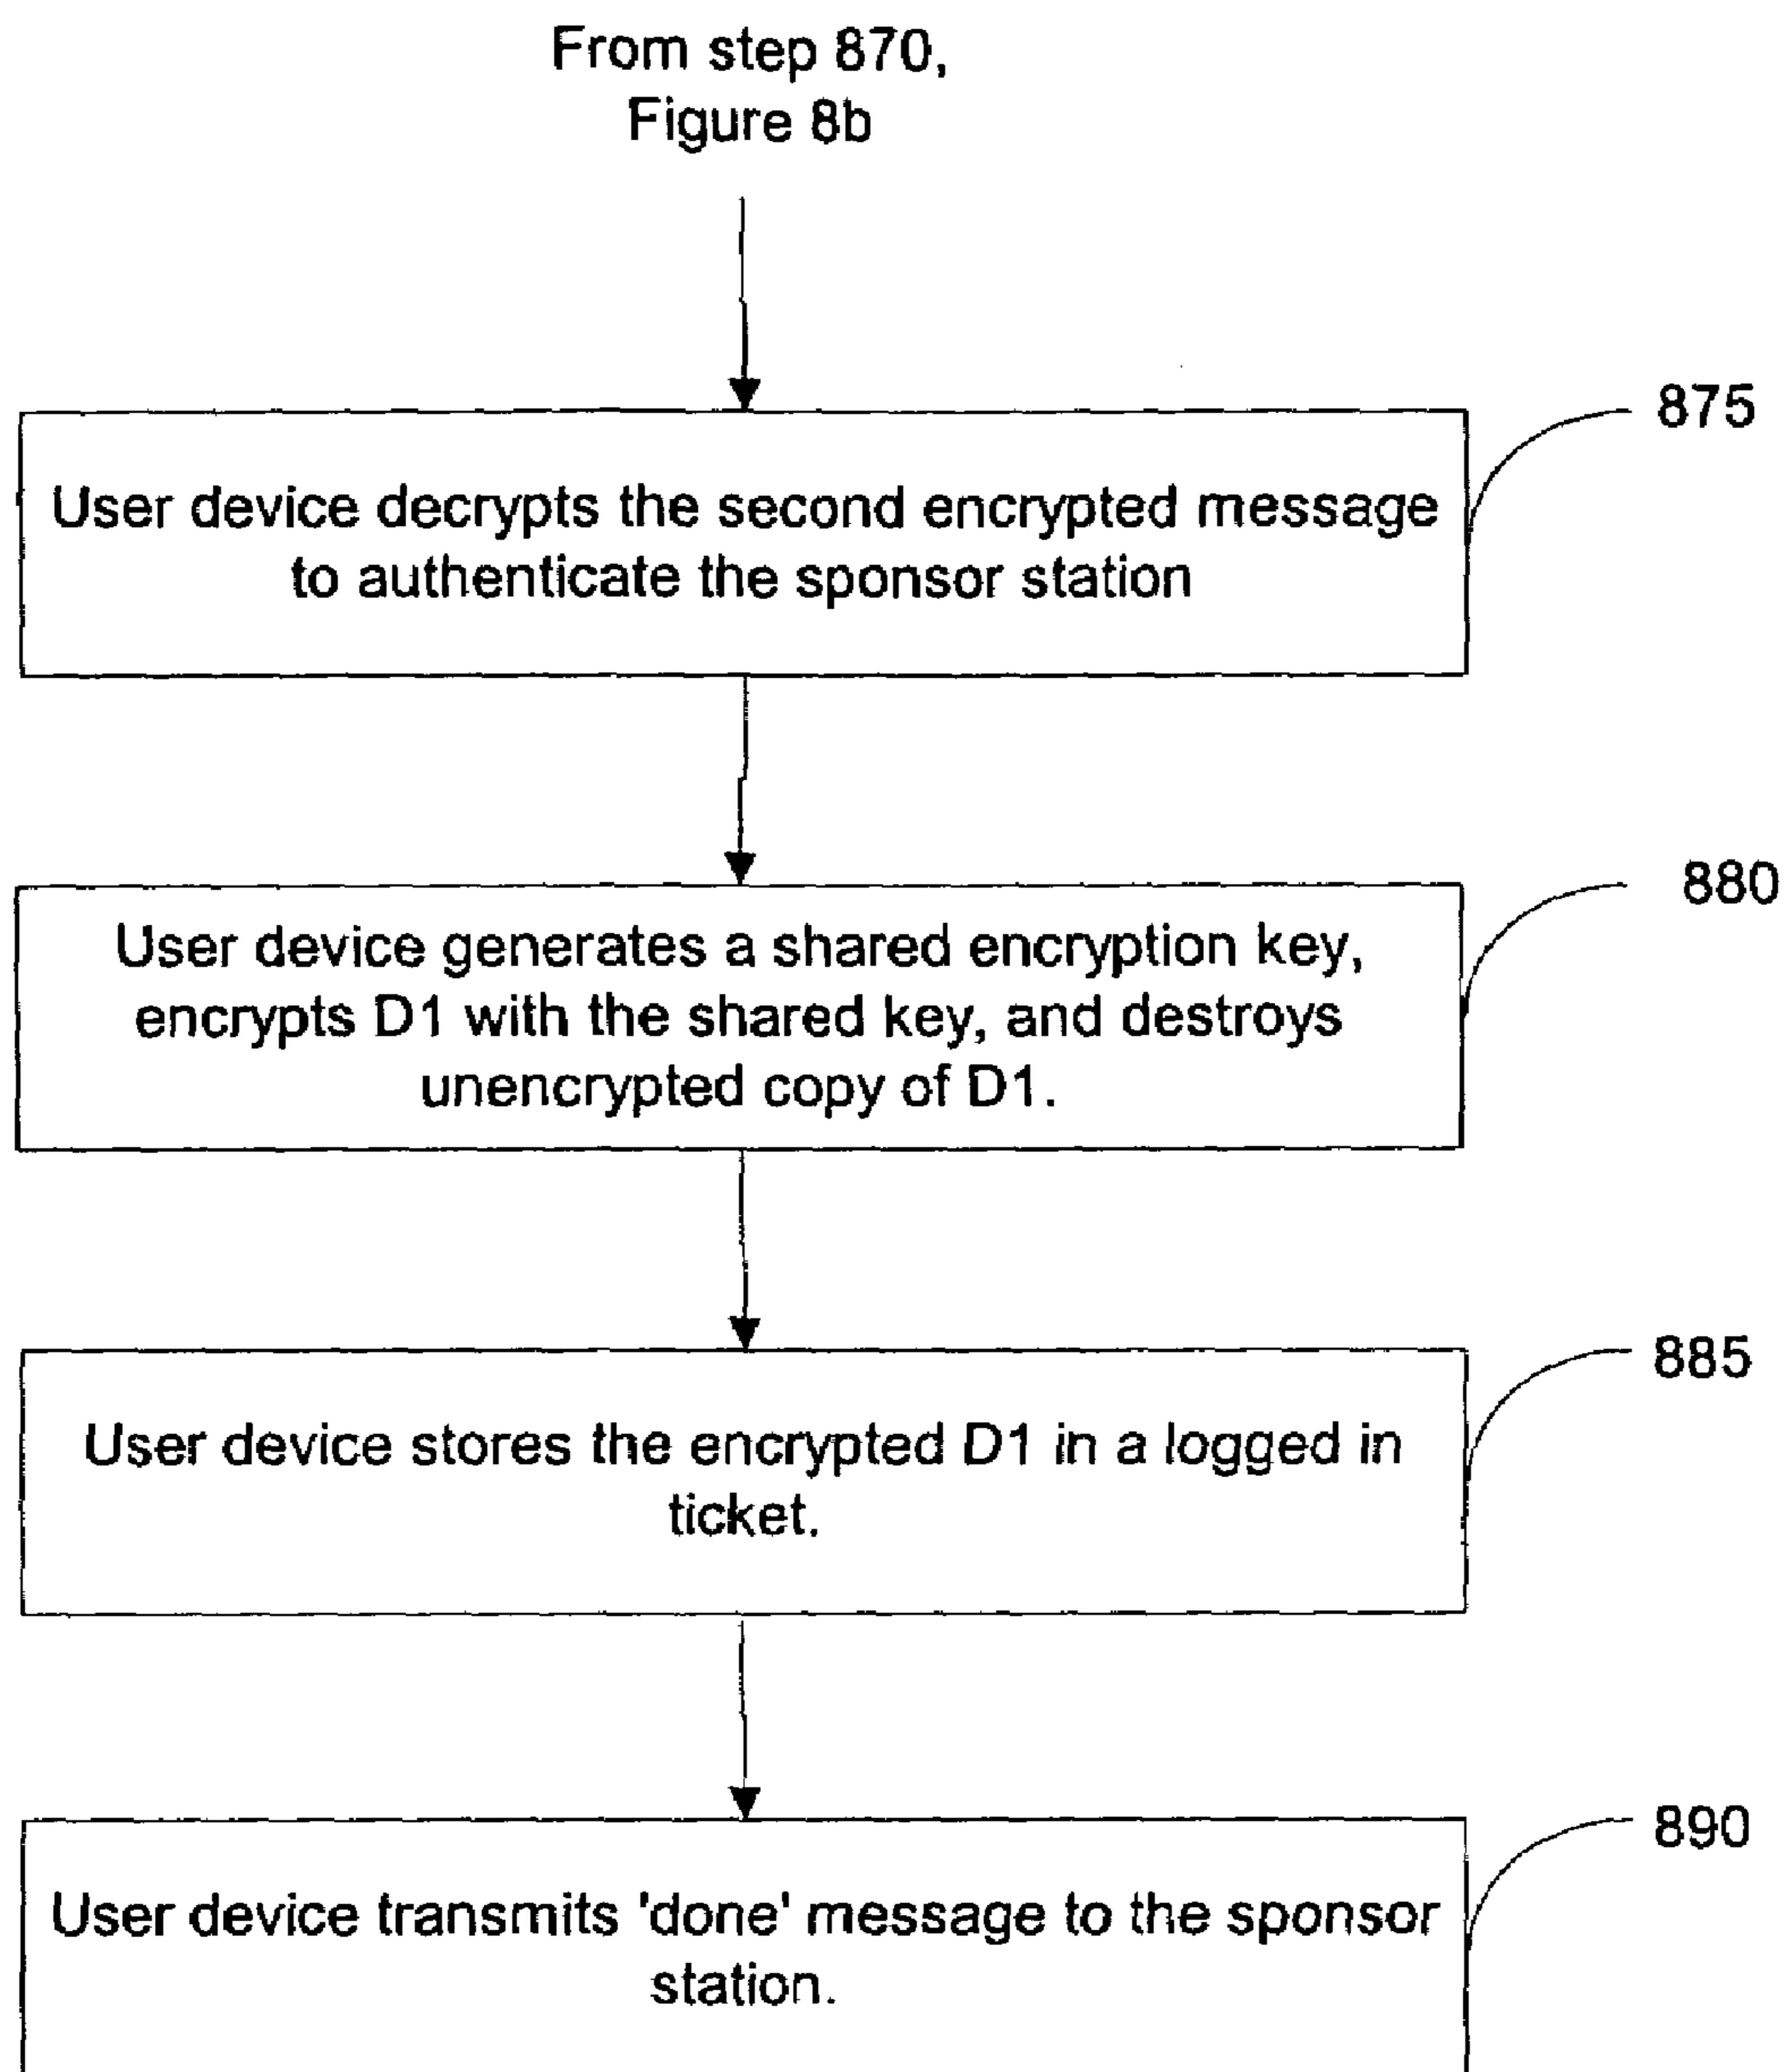 From step 870,
Figure 8b
875
User device decrypts the second encrypted message
to authenticate the sponsor station
880
User device generates a shared encryption key,
encrypts D1 with the shared key, and destroys
unencrypted copy of D1.
885
User device stores the encrypted D1 in a logged in
ticket.
890
User device transmits 'done' message to the sponsor
station.